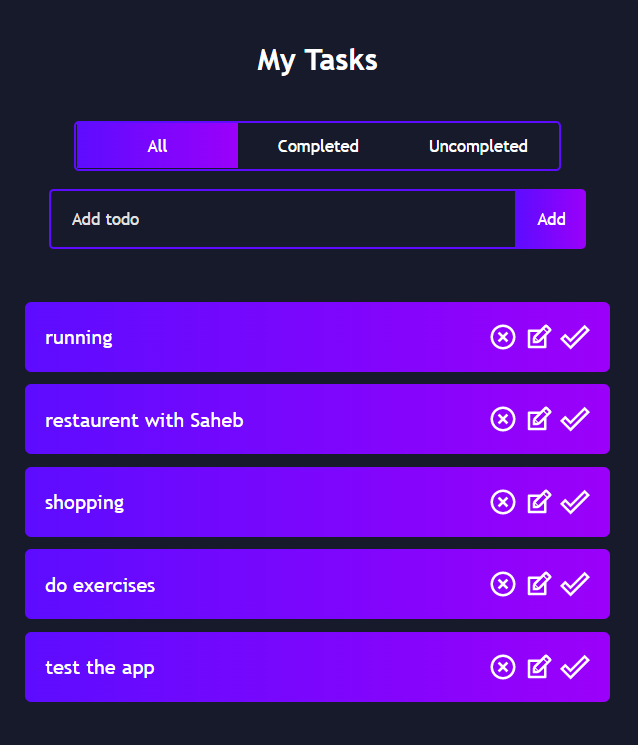 My Tasks
All Completed Uncompleted
Add todo Add
running
restaurent with Saheb
shopping
do exercises
test the app